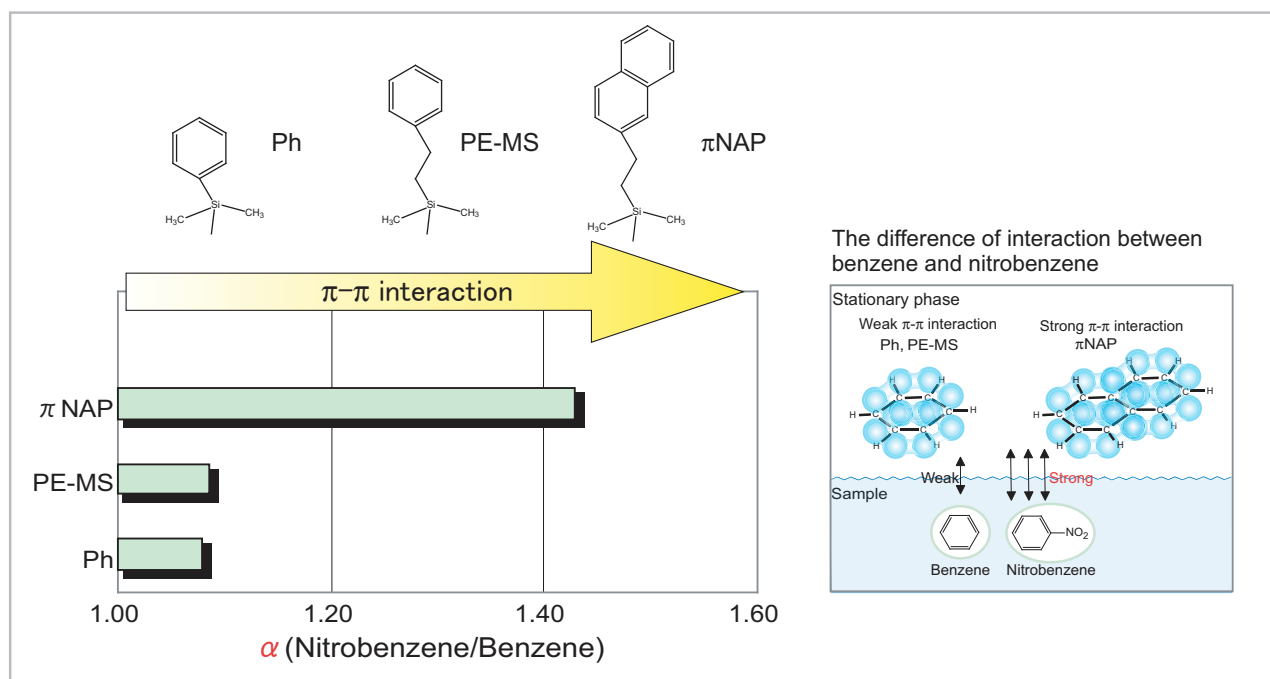 Ph
PE-MS
πNAP
Si
H₃C
CH₃
Si
H₃C
CH₃
Si
H₃C
CH₃
π-π interaction
π NAP
PE-MS
Ph
1.00
1.20
1.40
1.60
α (Nitrobenzene/Benzene)
The difference of interaction between
benzene and nitrobenzene
Stationary phase
Weak π-π interaction
Ph, PE-MS
Strong π-π interaction
πNAP
H
H
C
C
H
C
C
H
C
C
H
H
H
H
C
C
H
H
C
C
C
C
H
H
C
C
C
C
H
H
Weak
Strong
Sample
NO₂
Benzene
Nitrobenzene